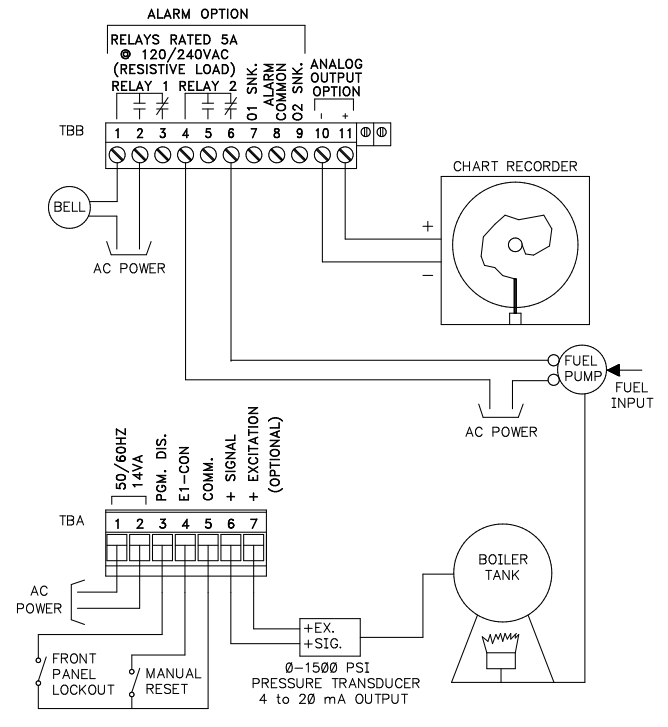 ALARM OPTION
RELAYS RATED 5A
@ 120/240VAC
(RESISTIVE LOAD)
RELAY 1 RELAY 2
O1 SNK.
ALARM
COMMON
O2 SNK.
ANALOG
OUTPUT
OPTION
- +
TBB 1 2 3 4 5 6 7 8 9 10 11
BELL
AC POWER
CHART RECORDER
+
−
FUEL
PUMP
FUEL
INPUT
AC POWER
50/60HZ
14VA
PGM. DIS.
E1-CON
COMM.
+ SIGNAL
+ EXCITATION
(OPTIONAL)
TBA 1 2 3 4 5 6 7
AC
POWER
BOILER
TANK
+EX.
+SIG.
FRONT
PANEL
LOCKOUT
MANUAL
RESET
0-1500 PSI
PRESSURE TRANSDUCER
4 to 20 mA OUTPUT